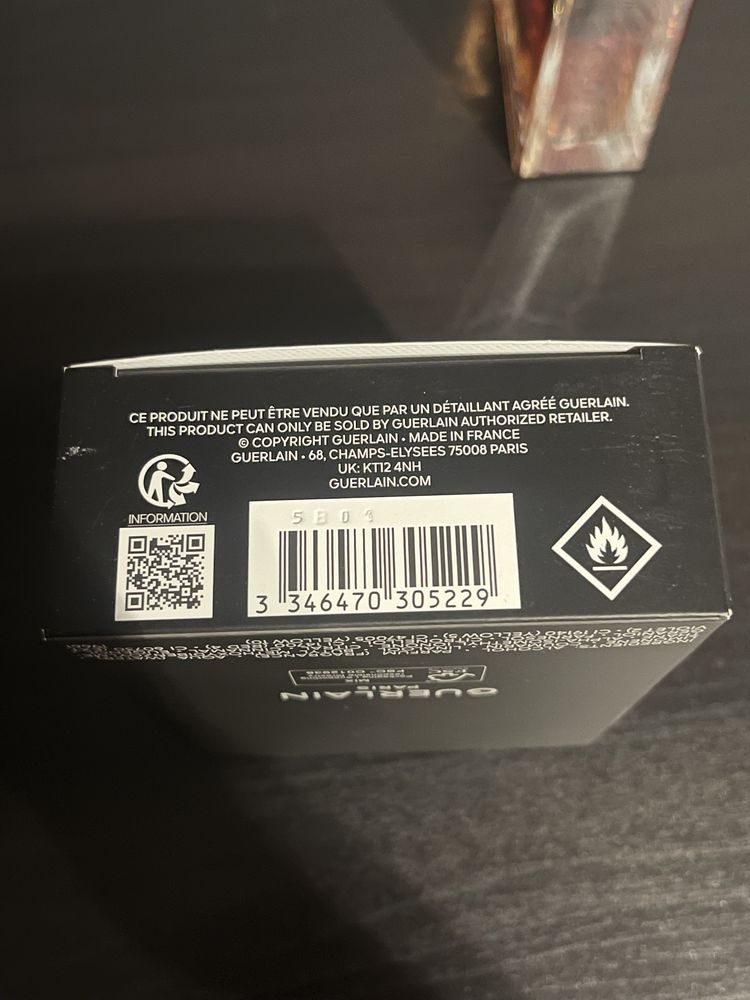 CE PRODUIT NE PEUT ÊTRE VENDU QUE PAR UN DÉTAILLANT AGRÉÉ GUERLAIN.
THIS PRODUCT CAN ONLY BE SOLD BY GUERLAIN AUTHORIZED RETAILER.
© COPYRIGHT GUERLAIN • MADE IN FRANCE
GUERLAIN • 68, CHAMPS-ELYSEES 75008 PARIS
UK: KT12 4NH
GUERLAIN.COM
INFORMATION
5B01
3 346470 305229
FSC
MIX
GUERLAIN
PARIS